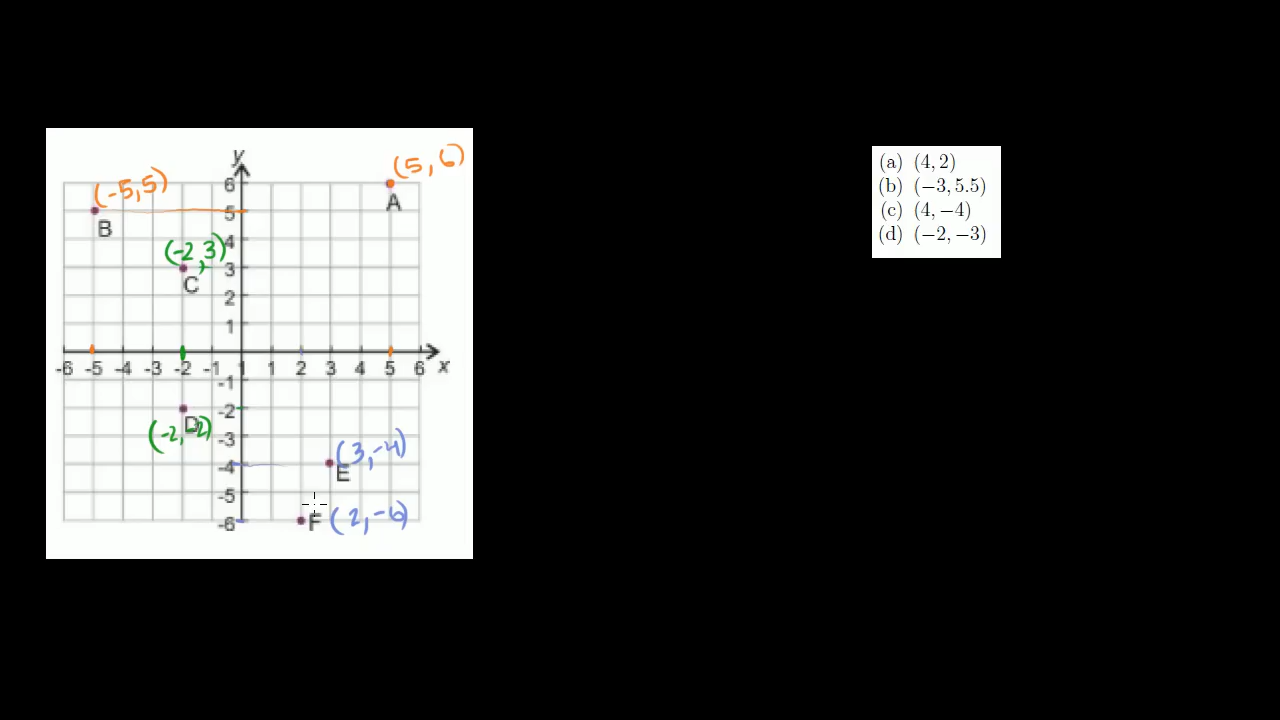 y
(5, 6)
6
(-5,5)
A
5
B
4
(-2,3)
3
C
2
1
-6 -5 -4 -3 -2 -1 1 2 3 4 5 6 x
-1
-2
D
(-2,-2)
-3
(3,-4)
-4
E
-5
-6
F (2,-6)
(a) (4, 2)
(b) (−3, 5.5)
(c) (4, −4)
(d) (−2, −3)